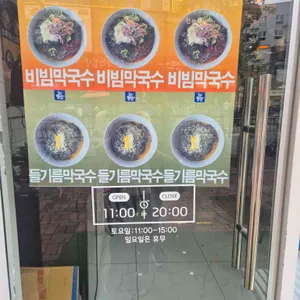 비빔막국수 비빔막국수 비빔막국수
들기름막국수 들기름막국수 들기름막국수
OPEN CLOSE
11:00 20:00
토요일:11:00-15:00
일요일은 휴무